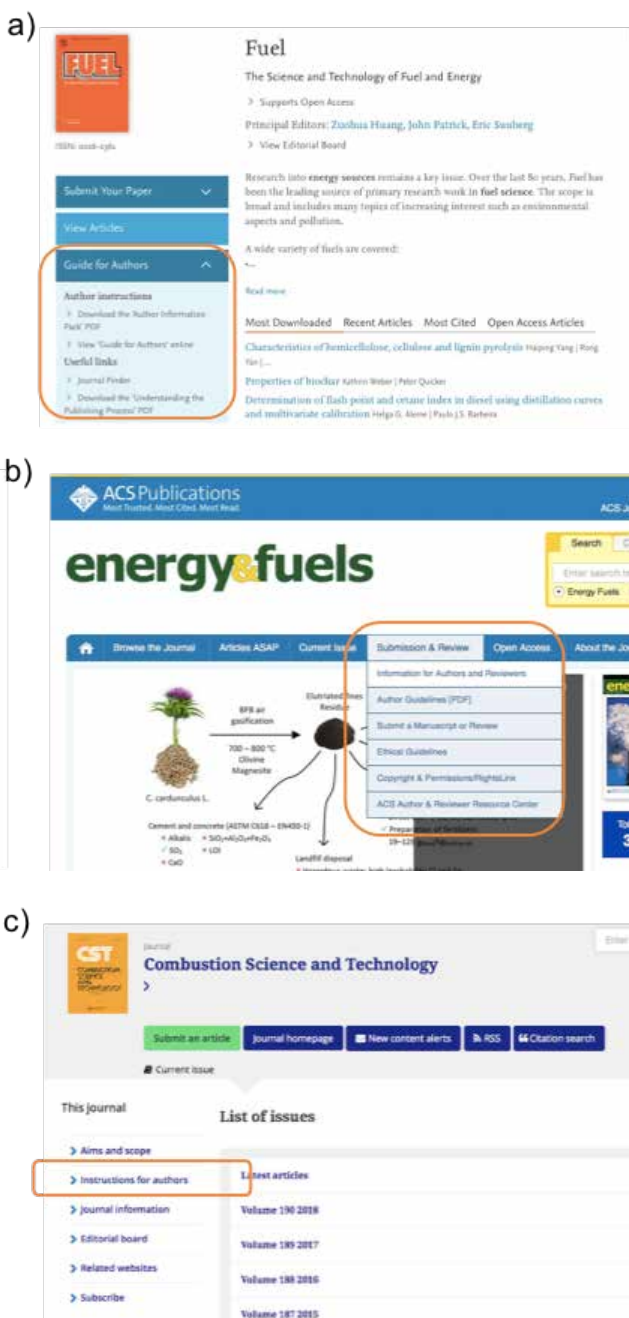 a)
FUEL
Fuel
The Science and Technology of Fuel and Energy
Supports Open Access
Principal Editors: Zuohua Huang, John Patrick, Eric Suuberg
View Editorial Board
Submit Your Paper
View Articles
Guide for Authors
Author instructions
Download the 'Author Information
Pack' PDF
View 'Guide for Authors' online
Useful links
Journal Finder
Download the 'Understanding the
Publishing Process' PDF
Research into energy sources remains a key issue. Over the last 80 years, Fuel has
been the leading source of primary research work in fuel science. The scope is
broad and includes many topics of increasing interest such as environmental
aspects and pollution.
A wide variety of fuels are covered:
•...
Read more
Most Downloaded Recent Articles Most Cited Open Access Articles
Characteristics of hemicellulose, cellulose and lignin pyrolysis Haiping Yang | Rong
Yan |...
Properties of biochar Kathrin Weber | Peter Quicker
Determination of flash point and cetane index in diesel using distillation curves
and multivariate calibration Helga G. Aleme | Paulo J.S. Barbeira
b)
ACS Publications
Most Trusted. Most Cited. Most Read.
ACS
energy&fuels
Search
Enter search
Energy Fuels
Browse the Journal Articles ASAP Current Issue Submission & Review Open Access About the
Information for Authors and Reviewers
Author Guidelines [PDF]
Submit a Manuscript or Review
Ethical Guidelines
Copyright & Permissions/RightsLink
ACS Author & Reviewer Resource Center
BFB air
gasification
700 – 800 °C
Olivine
Magnesite
Elutriated fines
Residue
C. cardunculus L.
Cement and concrete (ASTM C618 – EN450-1)
Alkalis SiO₂+Al₂O₃+Fe₂O₃
SO₃ LOI
CaO
Landfill disposal
Preparation of fertilizers
c)
CST
COMBUSTION
SCIENCE
AND
TECHNOLOGY
Journal
Combustion Science and Technology
Enter
Submit an article Journal homepage New content alerts RSS Citation search
Current issue
This journal
Aims and scope
Instructions for authors
Journal information
Editorial board
Related websites
Subscribe
List of issues
Latest articles
Volume 190 2018
Volume 189 2017
Volume 188 2016
Volume 187 2015